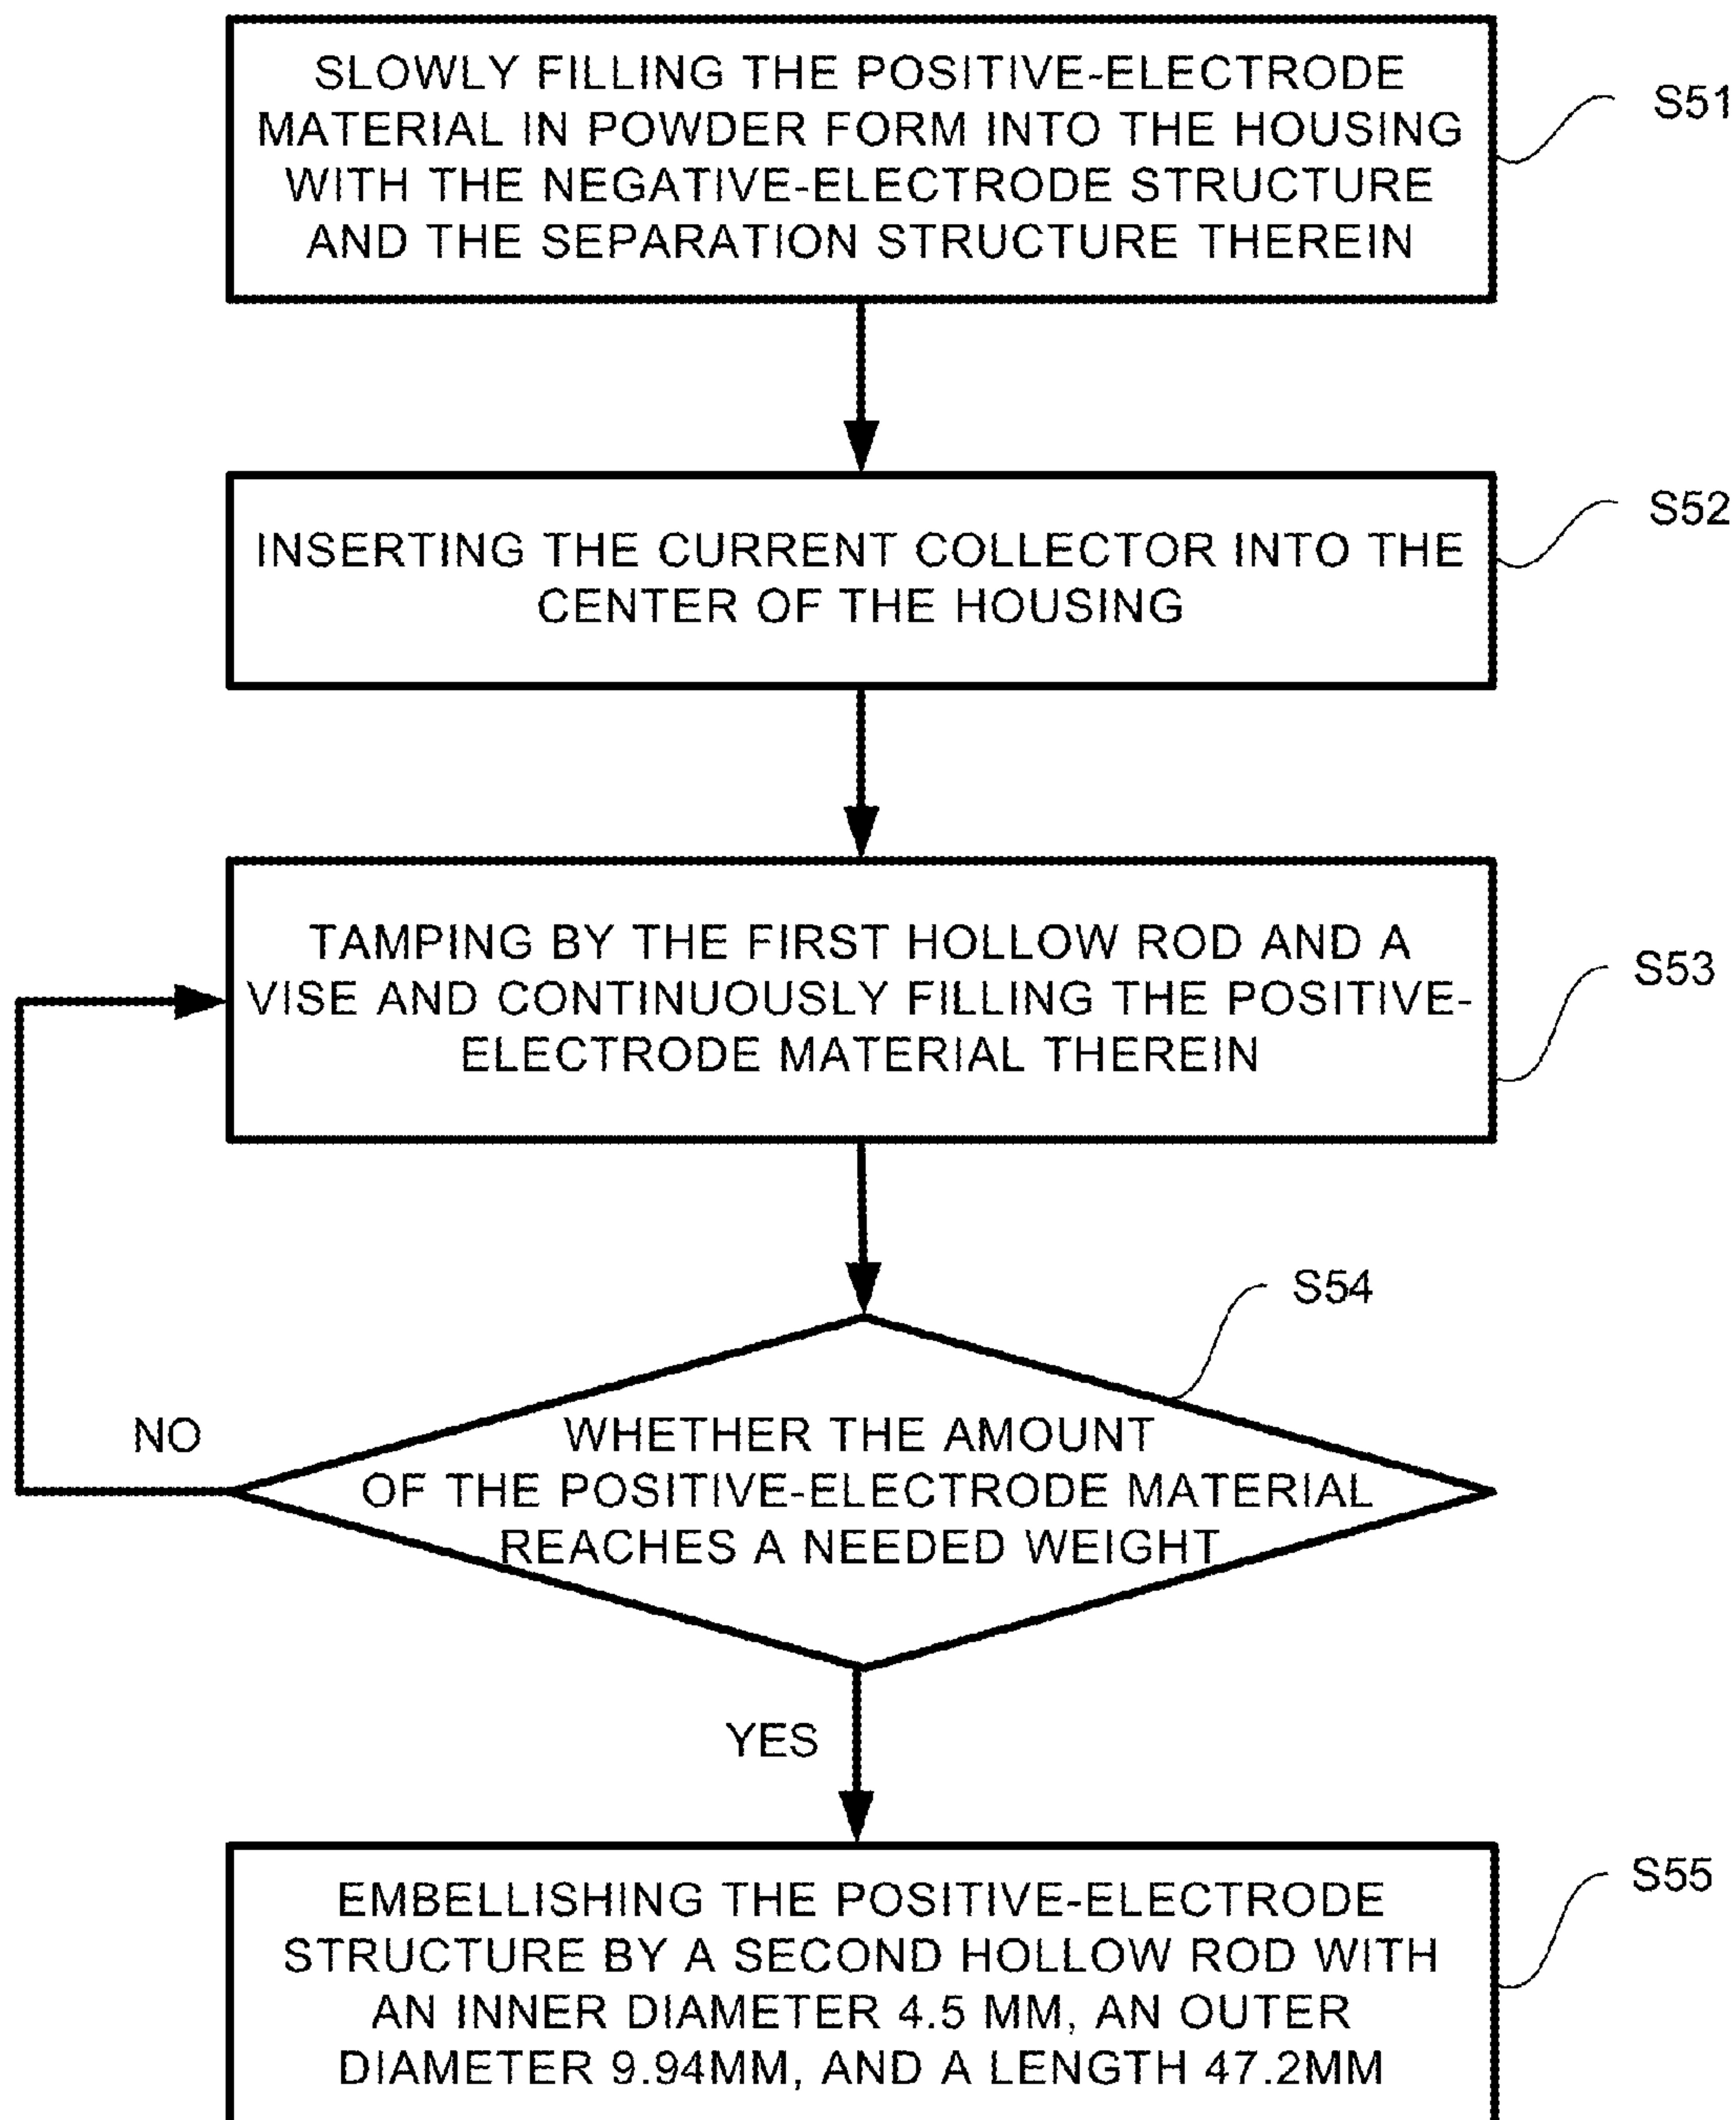 SLOWLY FILLING THE POSITIVE-ELECTRODE
MATERIAL IN POWDER FORM INTO THE HOUSING
WITH THE NEGATIVE-ELECTRODE STRUCTURE
AND THE SEPARATION STRUCTURE THEREIN
S51
INSERTING THE CURRENT COLLECTOR INTO THE
CENTER OF THE HOUSING
S52
TAMPING BY THE FIRST HOLLOW ROD AND A
VISE AND CONTINUOUSLY FILLING THE POSITIVE-
ELECTRODE MATERIAL THEREIN
S53
S54
WHETHER THE AMOUNT
OF THE POSITIVE-ELECTRODE MATERIAL
REACHES A NEEDED WEIGHT
NO
YES
EMBELLISHING THE POSITIVE-ELECTRODE
STRUCTURE BY A SECOND HOLLOW ROD WITH
AN INNER DIAMETER 4.5 MM, AN OUTER
DIAMETER 9.94MM, AND A LENGTH 47.2MM
S55